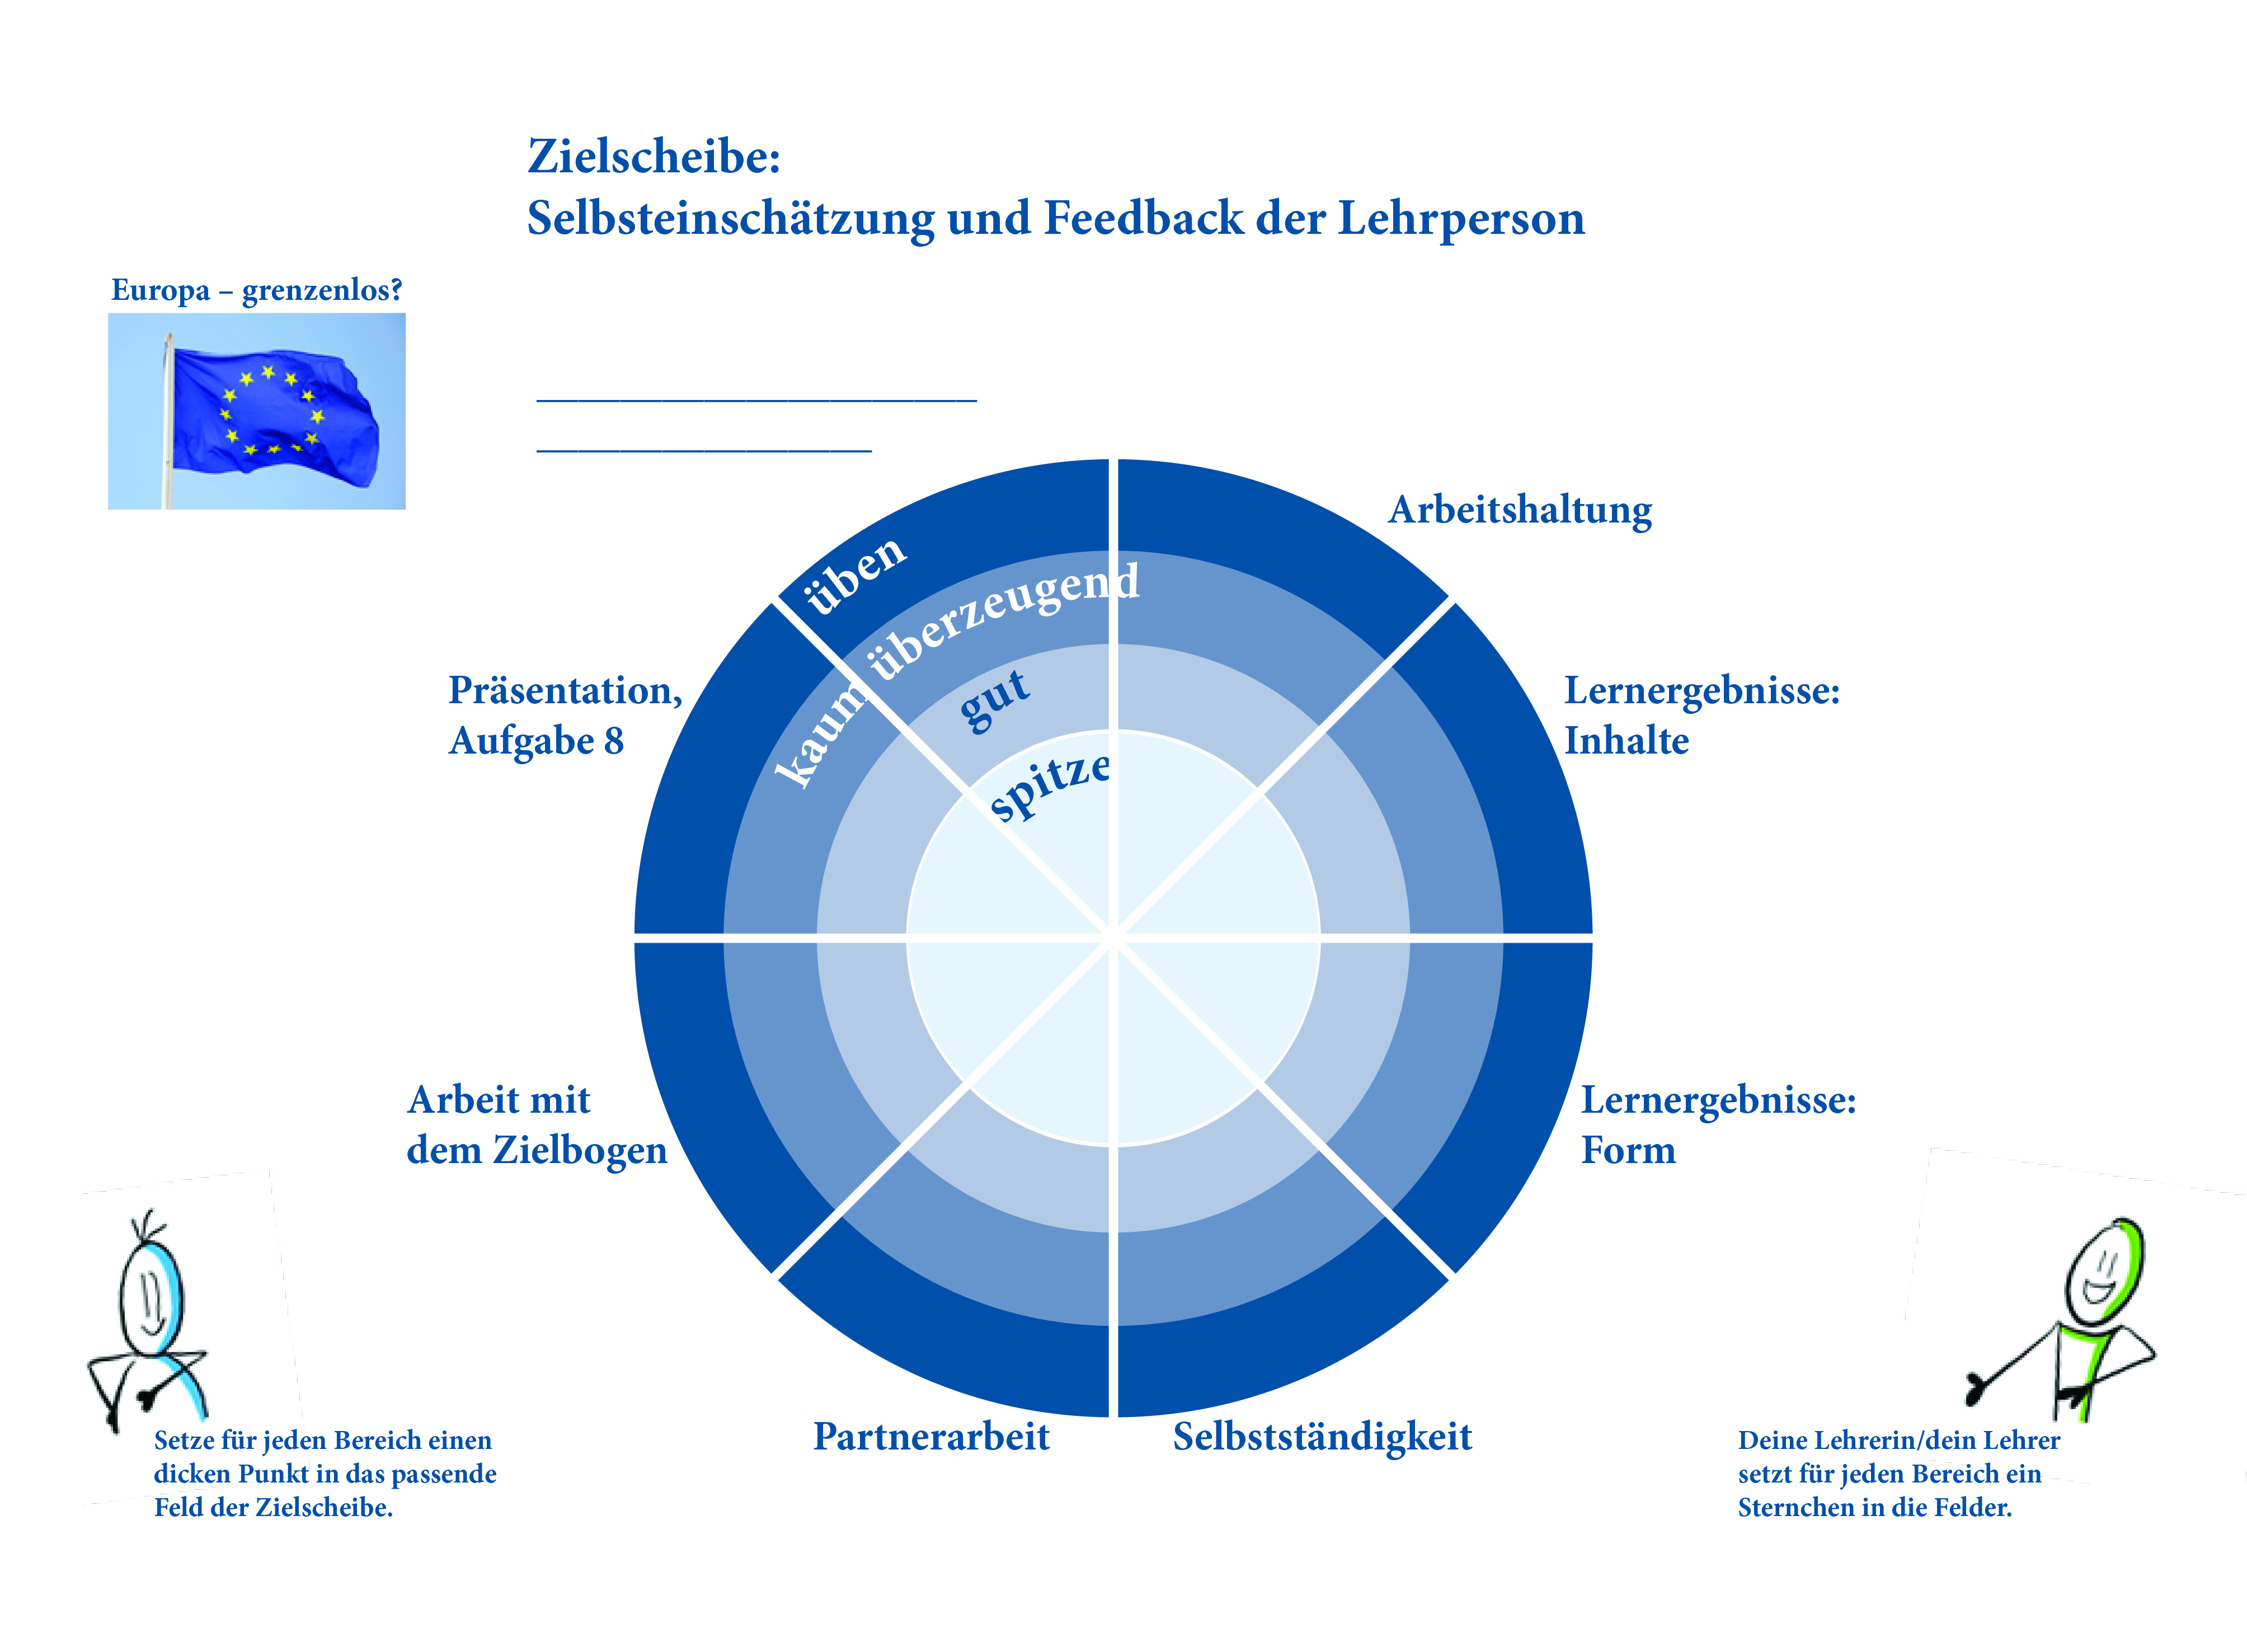 Zielscheibe:
Selbsteinschätzung und Feedback der Lehrperson
Europa – grenzenlos?
üben
kaum überzeugend
gut
spitze
Arbeitshaltung
Lernergebnisse:
Inhalte
Lernergebnisse:
Form
Selbstständigkeit
Partnerarbeit
Arbeit mit
dem Zielbogen
Präsentation,
Aufgabe 8
Setze für jeden Bereich einen
dicken Punkt in das passende
Feld der Zielscheibe.
Deine Lehrerin/dein Lehrer
setzt für jeden Bereich ein
Sternchen in die Felder.